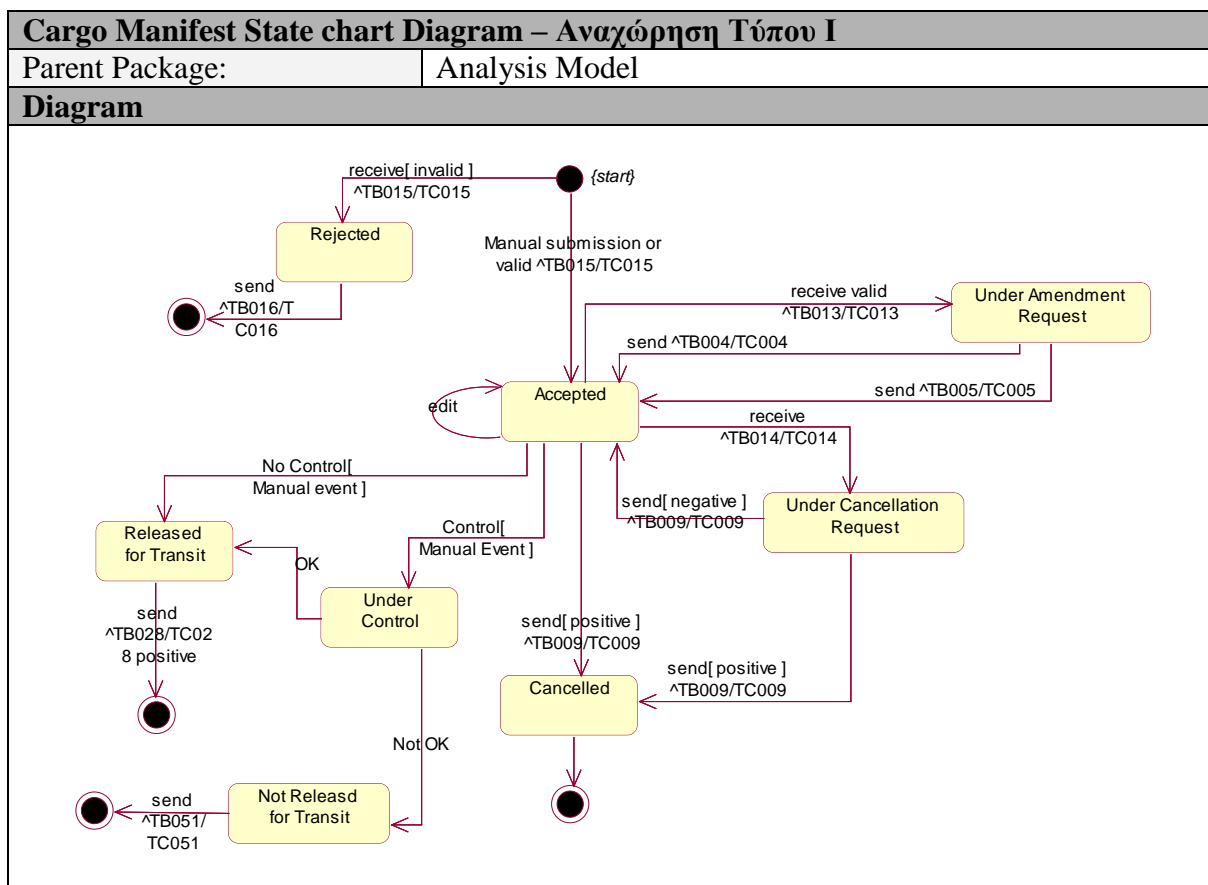 Cargo Manifest State chart Diagram – Αναχώρηση Τύπου Ι
Parent Package: Analysis Model
Diagram
receive[ invalid ]
^TB015/TC015
{start}
Rejected
Manual submission or
valid ^TB015/TC015
send
^TB016/T
C016
receive valid
^TB013/TC013
Under Amendment
Request
send ^TB004/TC004
send ^TB005/TC005
Accepted
edit
receive
^TB014/TC014
No Control[
Manual event ]
send[ negative ]
^TB009/TC009
Under Cancellation
Request
Released
for Transit
Control[
Manual Event ]
OK
Under
Control
send
^TB028/TC02
8 positive
send[ positive ]
^TB009/TC009
send[ positive ]
^TB009/TC009
Cancelled
Not OK
send
^TB051/
TC051
Not Releasd
for Transit